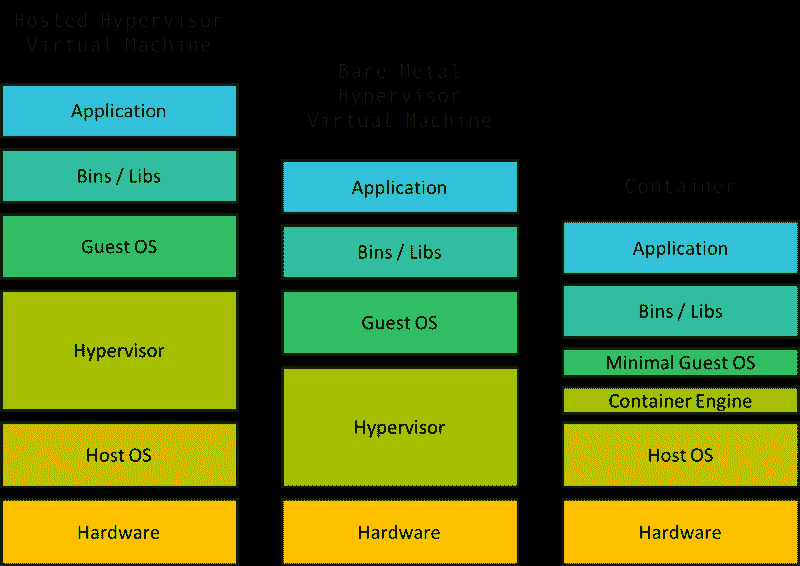 Hosted Hypervisor
Virtual Machine
Application
Bins / Libs
Guest OS
Hypervisor
Host OS
Hardware
Bare Metal
Hypervisor
Virtual Machine
Application
Bins / Libs
Guest OS
Hypervisor
Hardware
Container
Application
Bins / Libs
Minimal Guest OS
Container Engine
Host OS
Hardware